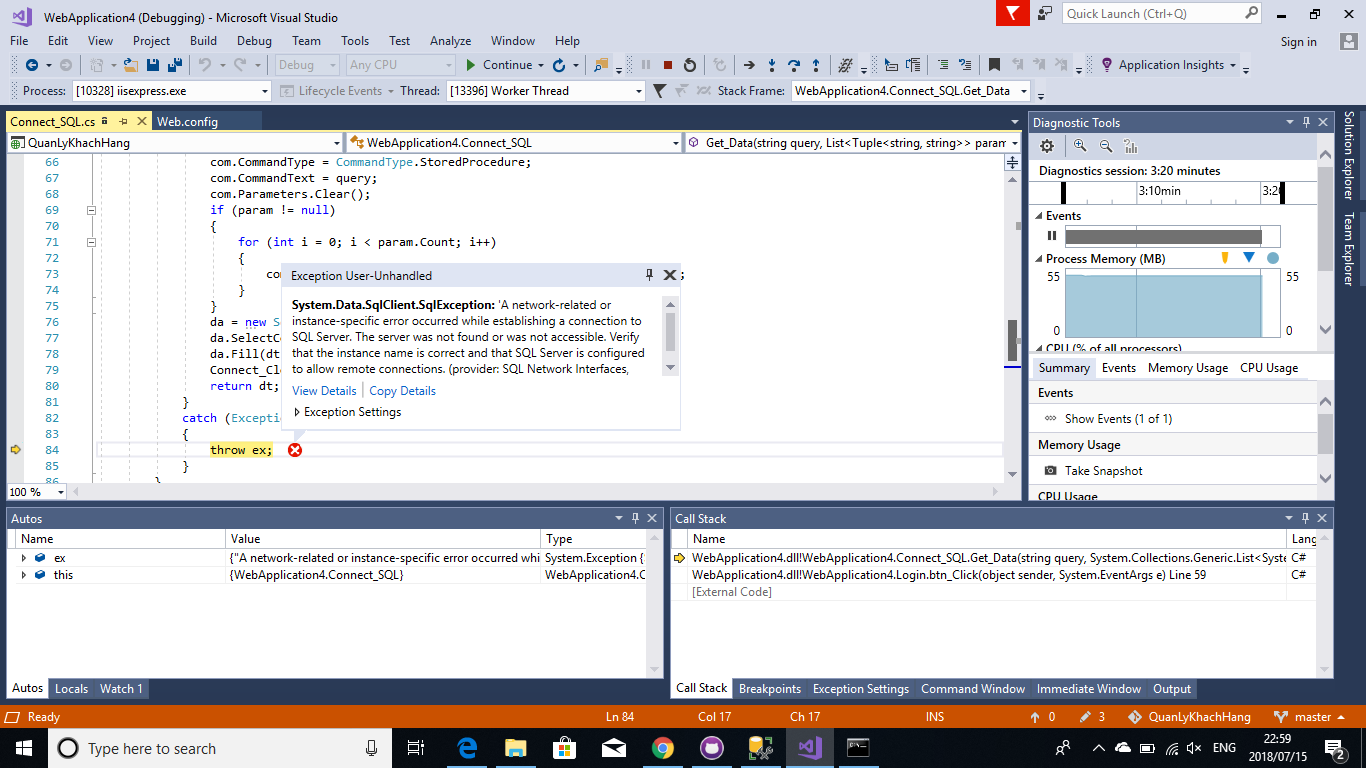 WebApplication4 (Debugging) - Microsoft Visual Studio
Quick Launch (Ctrl+Q)
File Edit View Project Build Debug Team Tools Test Analyze Window Help
Sign in
Debug Any CPU Continue Application Insights
Process: [10328] iisexpress.exe Lifecycle Events Thread: [13396] Worker Thread Stack Frame: WebApplication4.Connect_SQL.Get_Data
Connect_SQL.cs Web.config
QuanLyKhachHang WebApplication4.Connect_SQL Get_Data(string query, List<Tuple<string, string>> param
66 com.CommandType = CommandType.StoredProcedure;
67 com.CommandText = query;
68 com.Parameters.Clear();
69 if (param != null)
70 {
71 for (int i = 0; i < param.Count; i++)
72 {
73 co ;
74 }
75 }
76 da = new S
77 da.SelectC
78 da.Fill(dt
79 Connect_Cl
80 return dt;
81 }
82 catch (Exceptio
83 {
84 throw ex;
85 }
86 }
Exception User-Unhandled
System.Data.SqlClient.SqlException: 'A network-related or
instance-specific error occurred while establishing a connection to
SQL Server. The server was not found or was not accessible. Verify
that the instance name is correct and that SQL Server is configured
to allow remote connections. (provider: SQL Network Interfaces,
View Details Copy Details
Exception Settings
100 %
Diagnostic Tools
Diagnostics session: 3:20 minutes
3:10min 3:20
Events
Process Memory (MB)
55 55
0 0
CPU (% of all processors)
Summary Events Memory Usage CPU Usage
Events
Show Events (1 of 1)
Memory Usage
Take Snapshot
CPU Usage
Solution Explorer
Team Explorer
Autos
Name Value Type
ex {"A network-related or instance-specific error occurred whi System.Exception {
this {WebApplication4.Connect_SQL} WebApplication4.C
Autos Locals Watch 1
Call Stack
Name Lang
WebApplication4.dll!WebApplication4.Connect_SQL.Get_Data(string query, System.Collections.Generic.List<Syste C#
WebApplication4.dll!WebApplication4.Login.btn_Click(object sender, System.EventArgs e) Line 59 C#
[External Code]
Call Stack Breakpoints Exception Settings Command Window Immediate Window Output
Ready Ln 84 Col 17 Ch 17 INS 0 3 QuanLyKhachHang master
Type here to search
ENG
22:59
2018/07/15
2